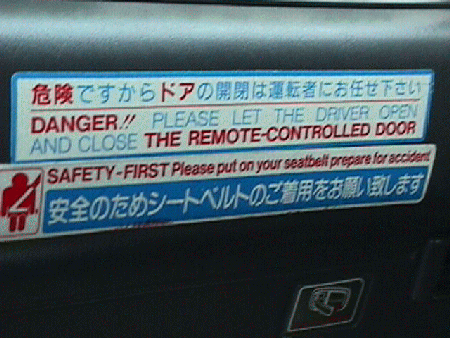 危険ですからドアの開閉は運転者にお任せ下さい
DANGER!! PLEASE LET THE DRIVER OPEN
AND CLOSE THE REMOTE-CONTROLLED DOOR
SAFETY-FIRST Please put on your seatbelt prepare for accident
安全のためシートベルトのご着用をお願い致します